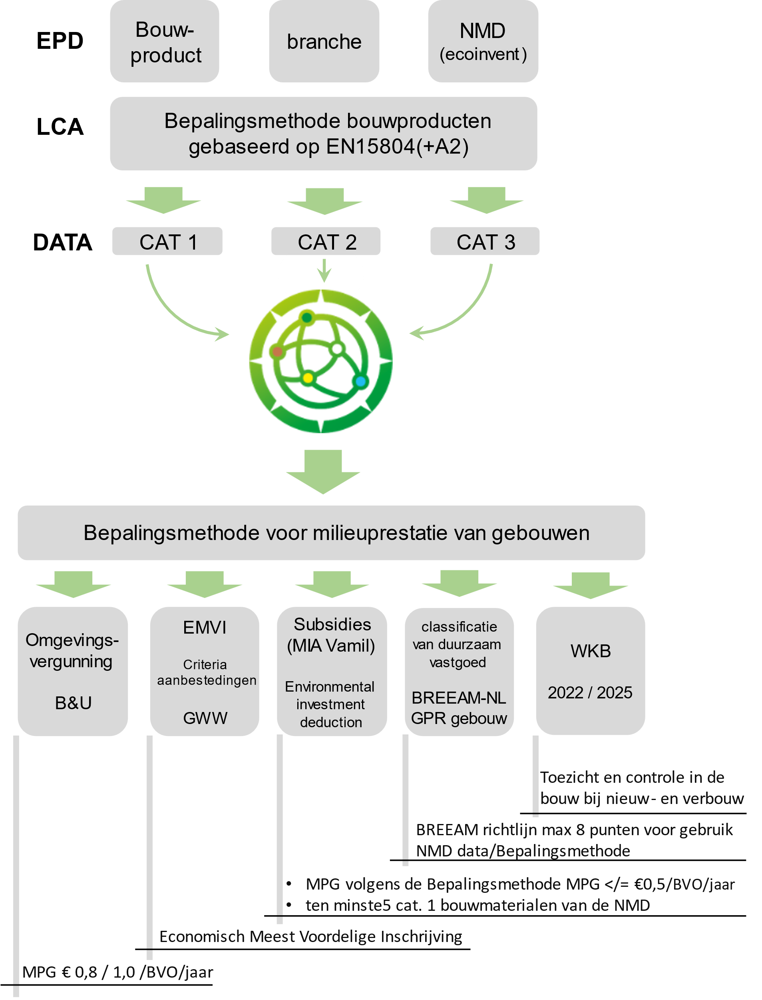 EPD
Bouw-
product
branche
NMD
(ecoinvent)
LCA
Bepalingsmethode bouwproducten
gebaseerd op EN15804(+A2)
DATA
CAT 1
CAT 2
CAT 3
Bepalingsmethode voor milieuprestatie van gebouwen
Omgevings-
vergunning
B&U
EMVI
Criteria
aanbestedingen
GWW
Subsidies
(MIA Vamil)
Environmental
investment
deduction
classificatie
van duurzaam
vastgoed
BREEAM-NL
GPR gebouw
WKB
2022 / 2025
Toezicht en controle in de
bouw bij nieuw- en verbouw
BREEAM richtlijn max 8 punten voor gebruik
NMD data/Bepalingsmethode
• MPG volgens de Bepalingsmethode MPG </= €0,5/BVO/jaar
• ten minste5 cat. 1 bouwmaterialen van de NMD
Economisch Meest Voordelige Inschrijving
MPG € 0,8 / 1,0 /BVO/jaar